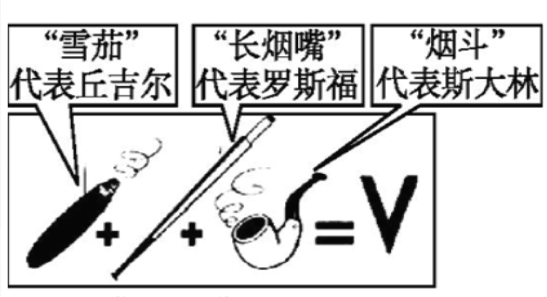 “雪茄”
代表丘吉尔
“长烟嘴”
代表罗斯福
“烟斗”
代表斯大林
+ + = V